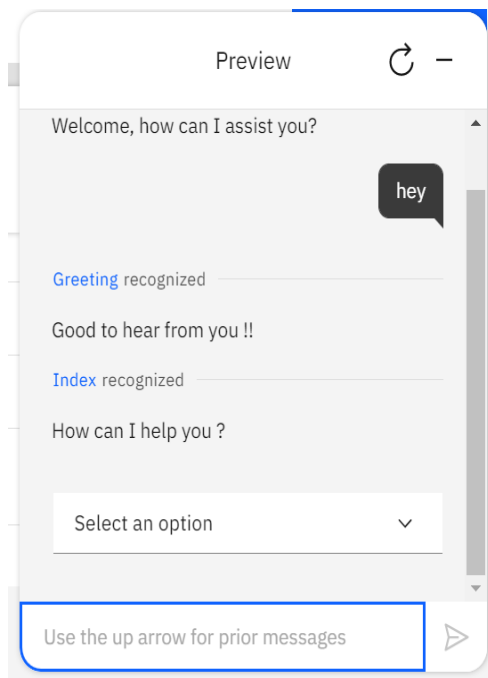 Preview
Welcome, how can I assist you?
hey
Greeting recognized
Good to hear from you !!
Index recognized
How can I help you ?
Select an option
Use the up arrow for prior messages